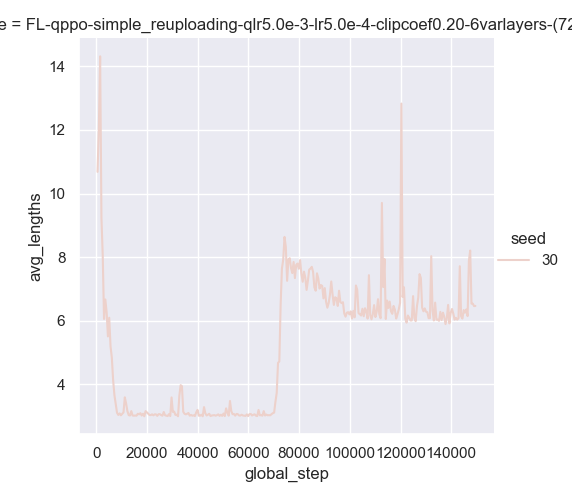 e = FL-qppo-simple_reuploading-qlr5.0e-3-lr5.0e-4-clipcoef0.20-6varlayers-(72
14
12
10
8
6
4
avg_lengths
0 20000 40000 60000 80000 100000 120000 140000
global_step
seed
30